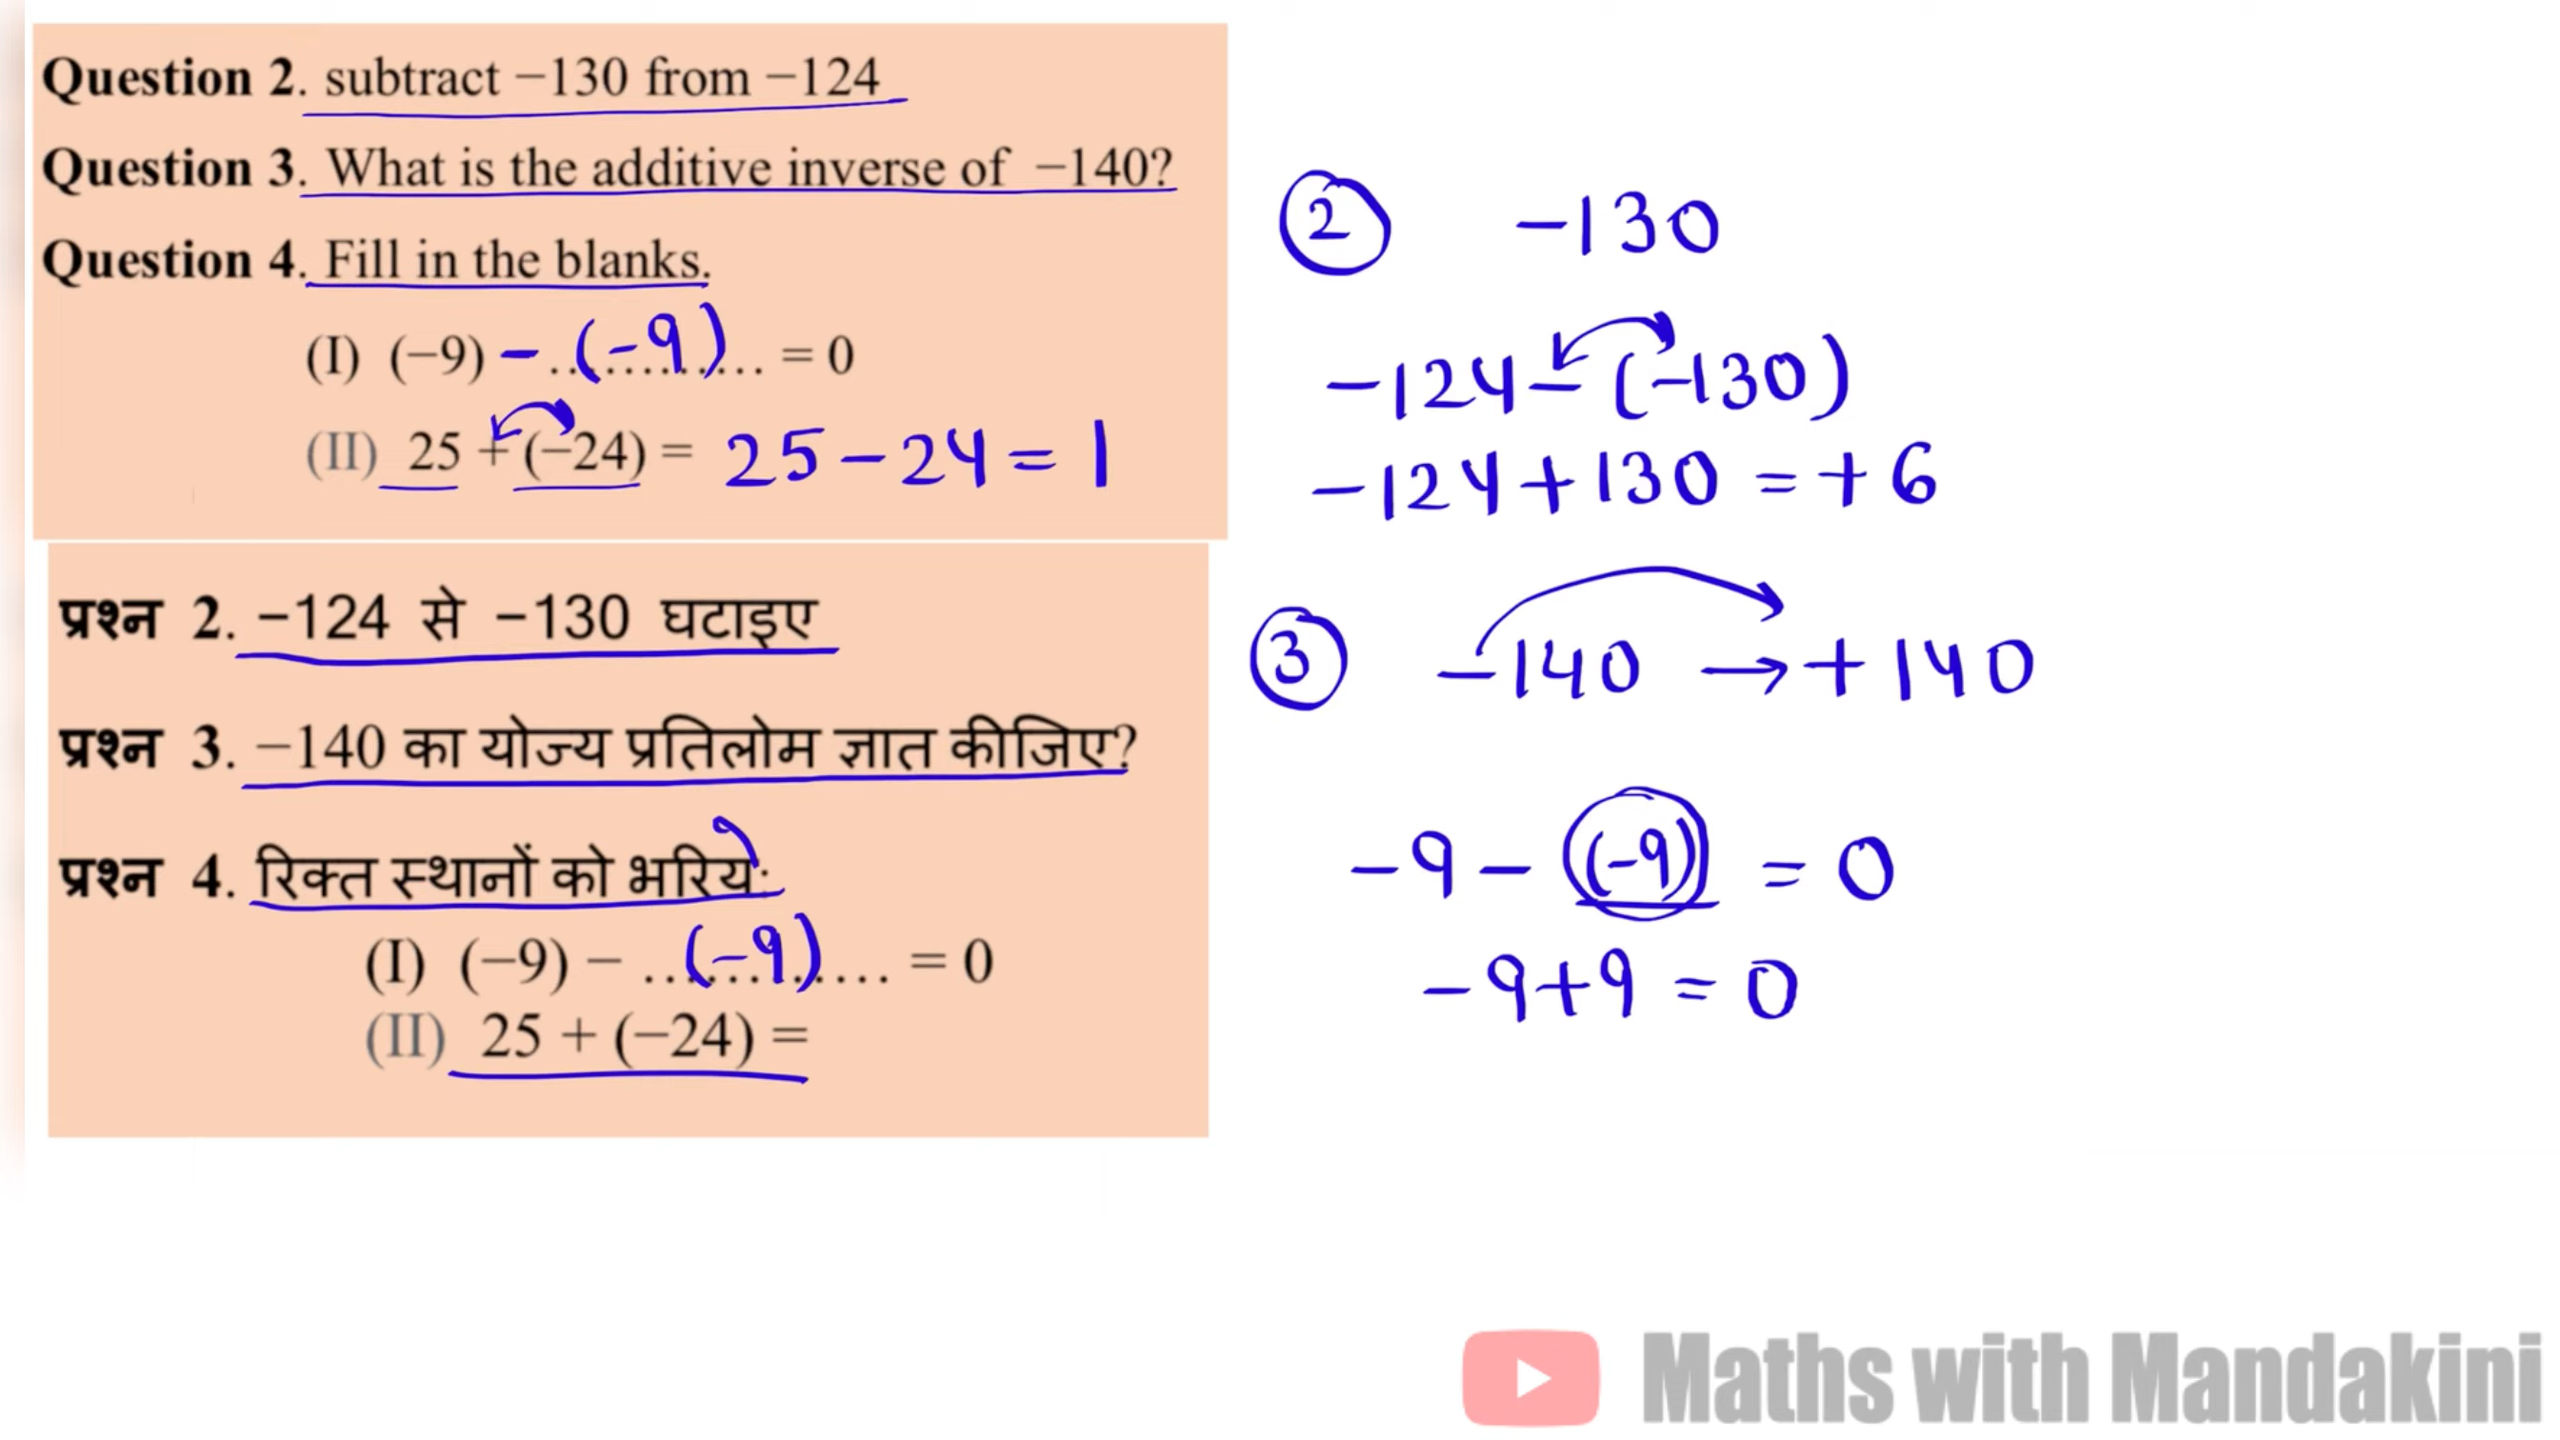 Question 2. subtract −130 from −124
Question 3. What is the additive inverse of −140?
Question 4. Fill in the blanks.
(I) (−9) − ...(−9)... = 0
(II) 25 + (−24) = 25 − 24 = 1
प्रश्न 2. −124 से −130 घटाइए
प्रश्न 3. −140 का योज्य प्रतिलोम ज्ञात कीजिए?
प्रश्न 4. रिक्त स्थानों को भरिये:
(I) (−9) − ...(−9)... = 0
(II) 25 + (−24) =
2 −130
−124 − (−130)
−124 + 130 = + 6
3 −140 → + 140
−9 − (−9) = 0
−9 + 9 = 0
Maths with Mandakini